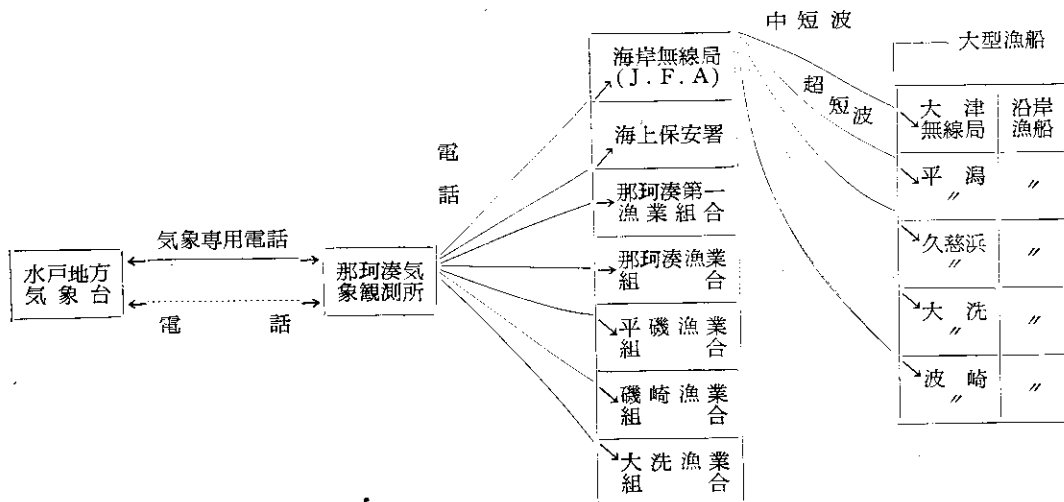 水戸地方
気象台
気象専用電話
電話
那珂湊気
象観測所
電
話
海岸無線局
(J.F.A)
海上保安署
那珂湊第一
漁業組合
那珂湊漁業
組合
平磯漁業
組合
磯崎漁業
組合
大洗漁業
組合
中短波
超
短波
大型漁船
大津
無線局
沿岸
漁船
平潟
〃
〃
久慈浜
〃
〃
大洗
〃
〃
波崎
〃
〃